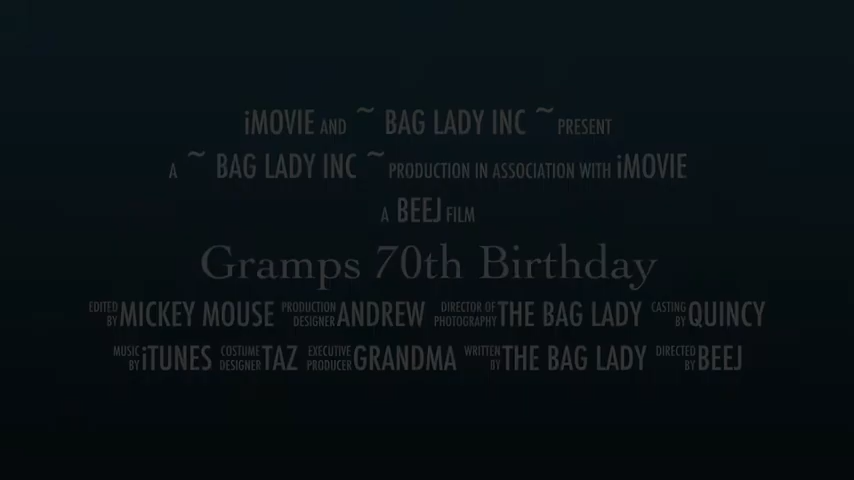 iMOVIE AND ~ BAG LADY INC ~ PRESENT
A ~ BAG LADY INC ~ PRODUCTION IN ASSOCIATION WITH iMOVIE
A BEEJ FILM
Gramps 70th Birthday
EDITED BY MICKEY MOUSE PRODUCTION DESIGNER ANDREW DIRECTOR OF PHOTOGRAPHY THE BAG LADY CASTING BY QUINCY
MUSIC BY iTUNES COSTUME DESIGNER TAZ EXECUTIVE PRODUCER GRANDMA WRITTEN BY THE BAG LADY DIRECTED BY BEEJ